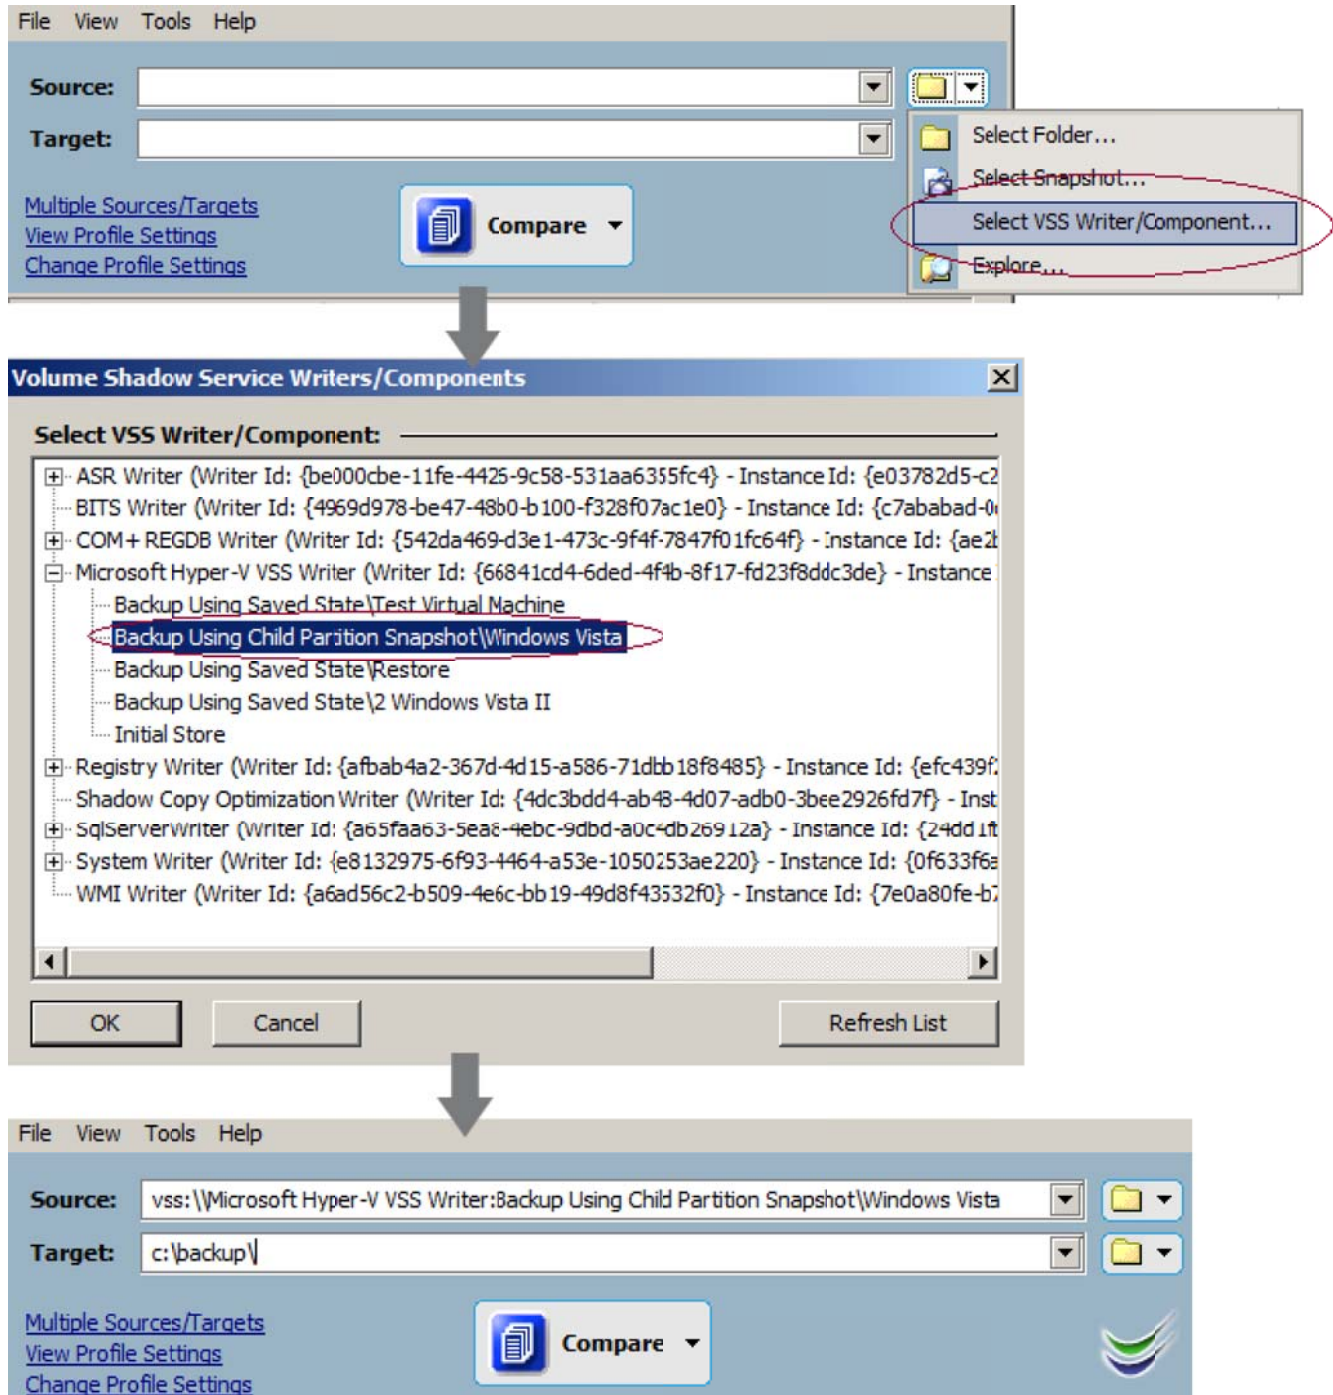 File View Tools Help
Source:
Target:
Select Folder...
Select Snapshot...
Select VSS Writer/Component...
Explore...
Multiple Sources/Targets
View Profile Settings
Change Profile Settings
Compare
Volume Shadow Service Writers/Components
Select VSS Writer/Component:
ASR Writer (Writer Id: {be000cbe-11fe-4426-9c58-531aa6355fc4} - Instance Id: {e03782d5-c2
BITS Writer (Writer Id: {4969d978-be47-48b0-b100-f328f07ac1e0} - Instance Id: {c7ababad-0
COM+ REGDB Writer (Writer Id: {542da469-d3e1-473c-9f4f-7847f01fc64f} - Instance Id: {ae2b
Microsoft Hyper-V VSS Writer (Writer Id: {66841cd4-6ded-4f4b-8f17-fd23f8ddc3de} - Instance
Backup Using Saved State\Test Virtual Machine
Backup Using Child Partition Snapshot\Windows Vista
Backup Using Saved State\Restore
Backup Using Saved State\2 Windows Vista II
Initial Store
Registry Writer (Writer Id: {afbab4a2-367d-4d15-a586-71dbb18f8485} - Instance Id: {efc439f
Shadow Copy Optimization Writer (Writer Id: {4dc3bdd4-ab48-4d07-adb0-3bee2926fd7f} - Inst
SqlServerWriter (Writer Id: {a65faa63-5ea8-4ebc-9dbd-a0c4db26912a} - Instance Id: {24dd1f
System Writer (Writer Id: {e8132975-6f93-4464-a53e-1050253ae220} - Instance Id: {0f633f6a
WMI Writer (Writer Id: {a6ad56c2-b509-4e6c-bb19-49d8f43532f0} - Instance Id: {7e0a80fe-b
OK Cancel Refresh List
File View Tools Help
Source: vss:\\Microsoft Hyper-V VSS Writer:Backup Using Child Partition Snapshot\Windows Vista
Target: c:\backup\
Multiple Sources/Targets
View Profile Settings
Change Profile Settings
Compare